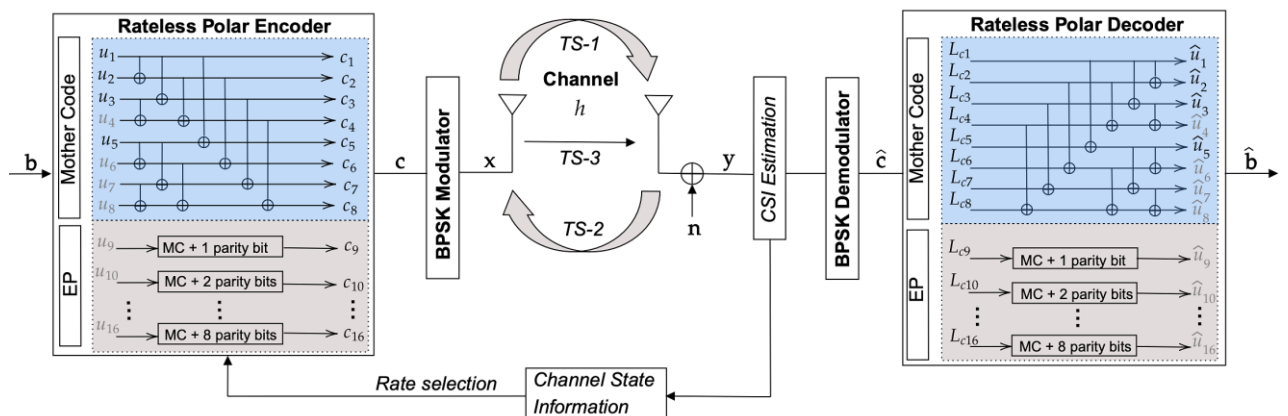 Rateless Polar Encoder
Mother Code
u1 c1
u2 c2
u3 c3
u4 c4
u5 c5
u6 c6
u7 c7
u8 c8
EP
u9 MC + 1 parity bit c9
u10 MC + 2 parity bits c10
u16 MC + 8 parity bits c16
b
c
BPSK Modulator
x
TS-1
Channel
h
TS-3
TS-2
n
y
CSI Estimation
BPSK Demodulator
ĉ
Rateless Polar Decoder
Mother Code
Lc1 û1
Lc2 û2
Lc3 û3
Lc4 û4
Lc5 û5
Lc6 û6
Lc7 û7
Lc8 û8
EP
Lc9 MC + 1 parity bit û9
Lc10 MC + 2 parity bits û10
Lc16 MC + 8 parity bits û16
b̂
Rate selection
Channel State
Information